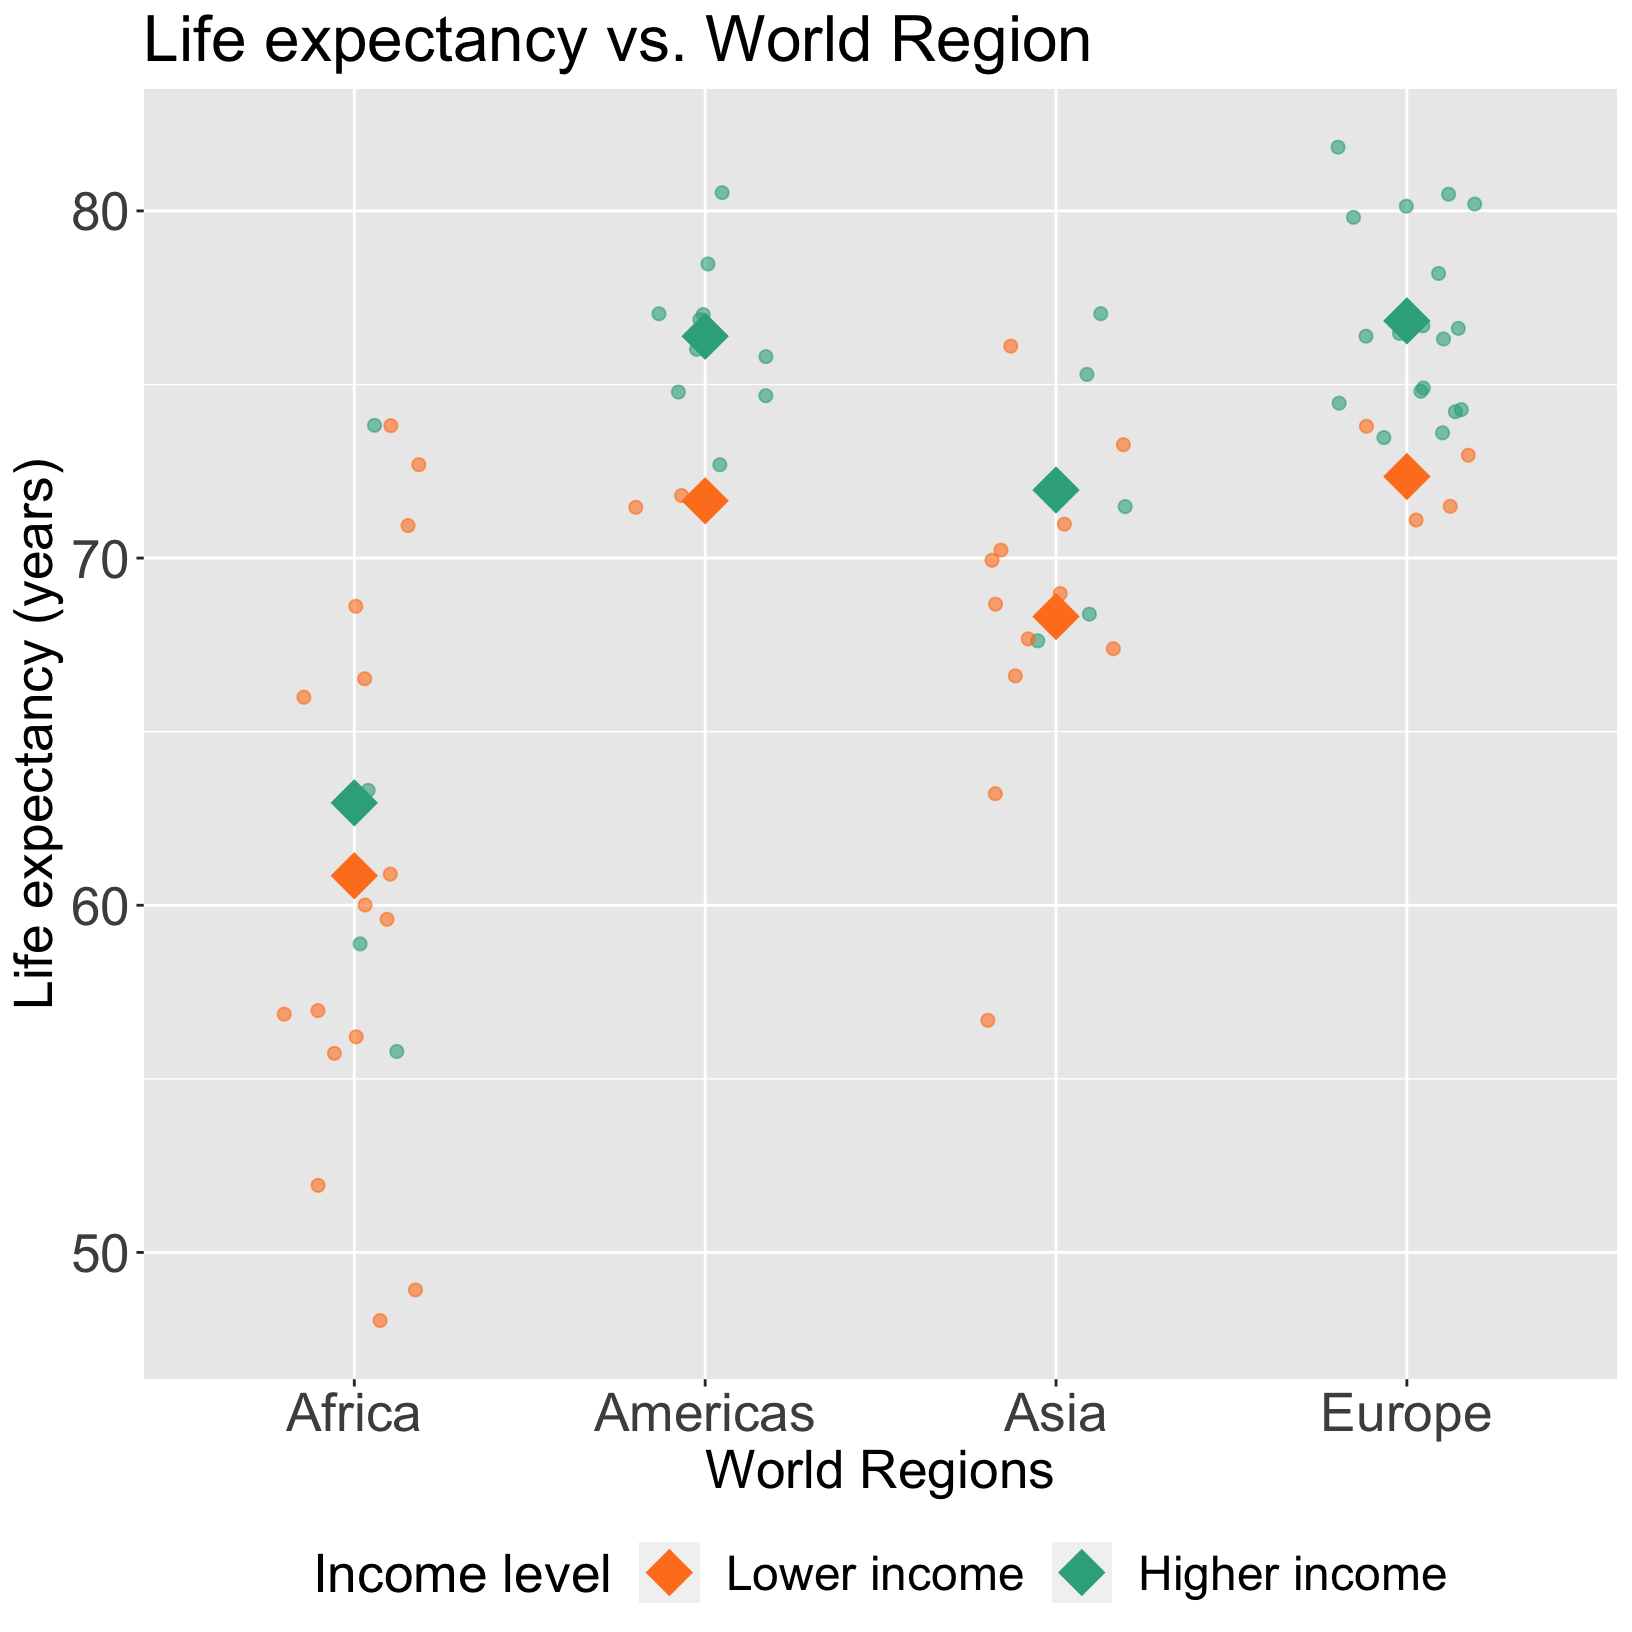 Life expectancy vs. World Region
Life expectancy (years)
80
70
60
50
Africa Americas Asia Europe
World Regions
Income level Lower income Higher income